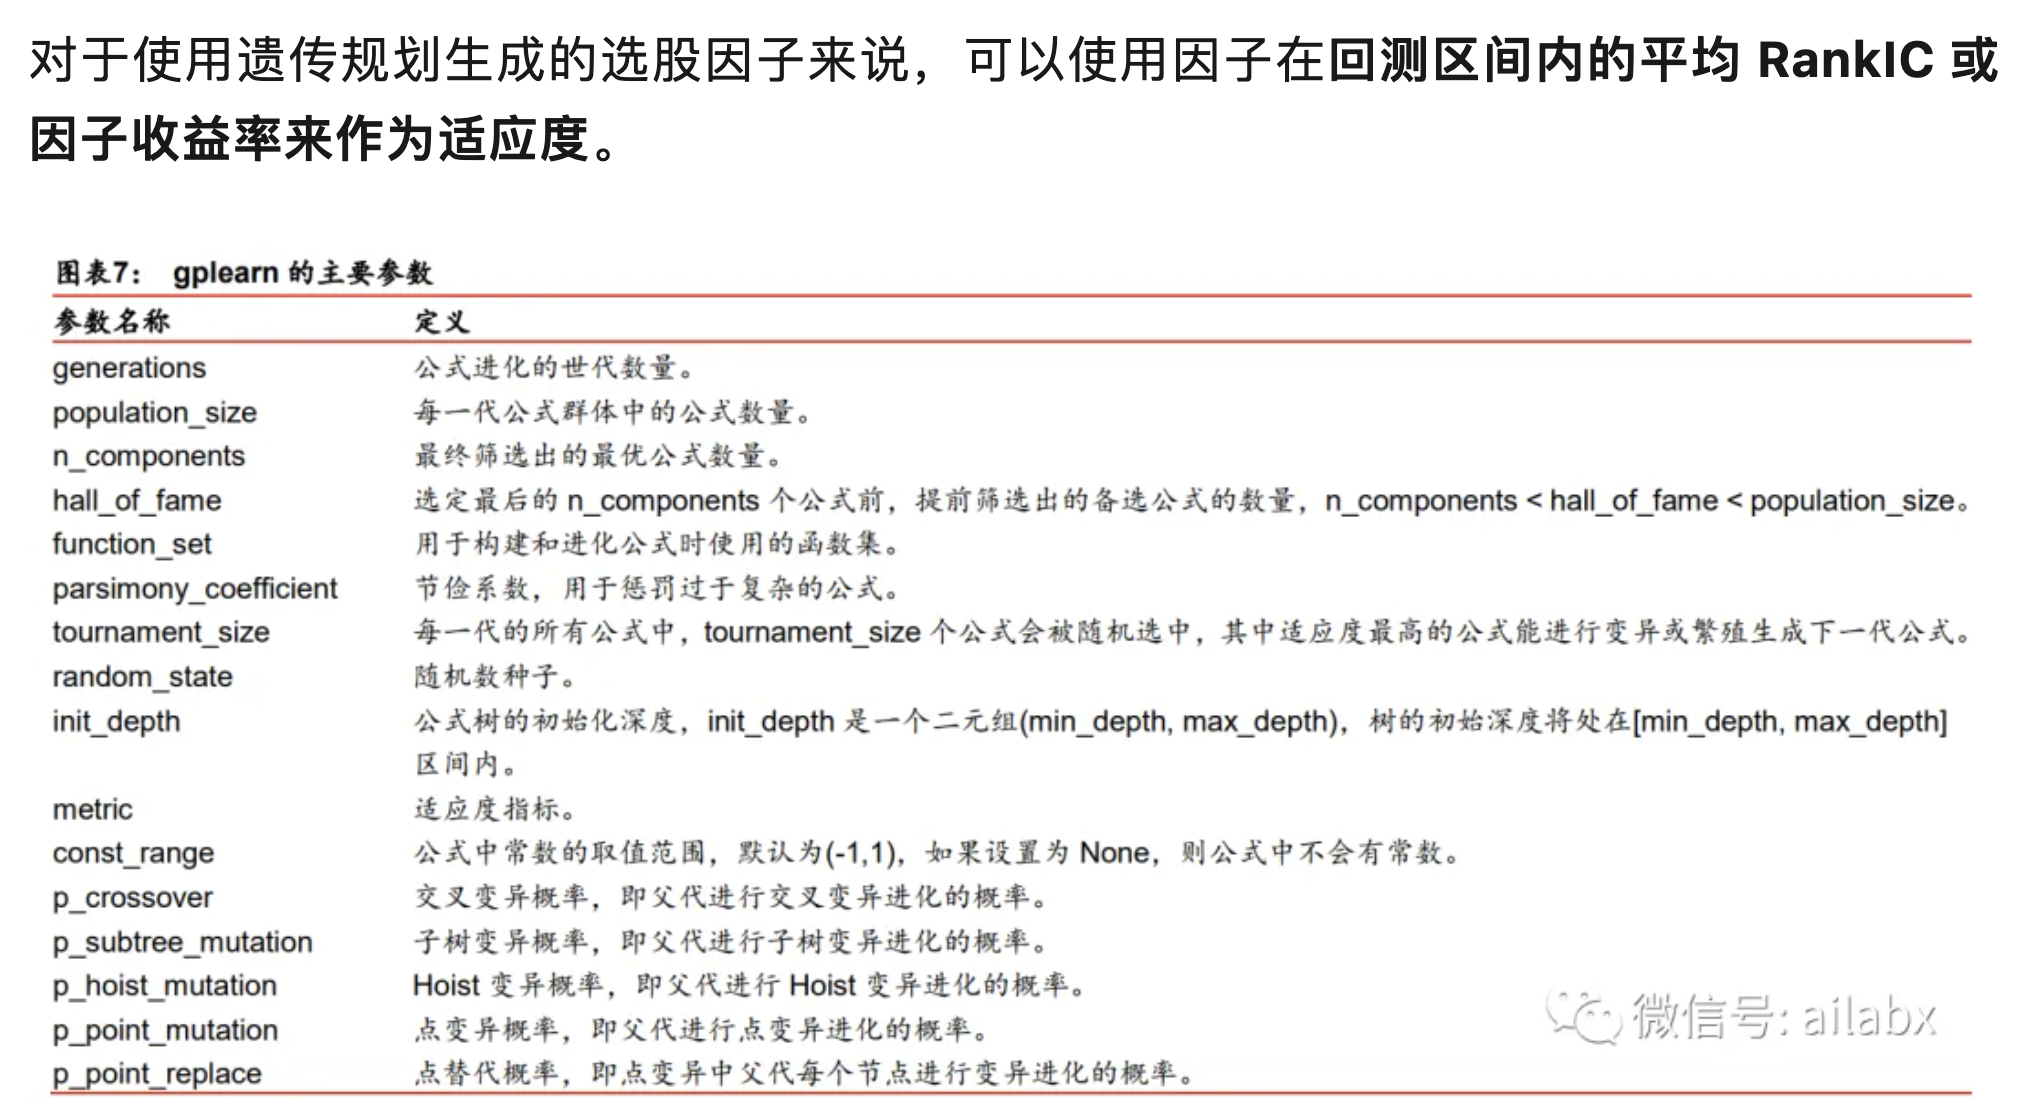 对于使用遗传规划生成的选股因子来说，可以使用因子在回测区间内的平均 RankIC 或
因子收益率来作为适应度。
图表7： gplearn 的主要参数
参数名称 定义
generations 公式进化的世代数量。
population_size 每一代公式群体中的公式数量。
n_components 最终筛选出的最优公式数量。
hall_of_fame 选定最后的 n_components 个公式前，提前筛选出的备选公式的数量，n_components < hall_of_fame < population_size。
function_set 用于构建和进化公式时使用的函数集。
parsimony_coefficient 节俭系数，用于惩罚过于复杂的公式。
tournament_size 每一代的所有公式中，tournament_size 个公式会被随机选中，其中适应度最高的公式能进行变异或繁殖生成下一代公式。
random_state 随机数种子。
init_depth 公式树的初始化深度，init_depth 是一个二元组(min_depth, max_depth)，树的初始深度将处在[min_depth, max_depth]
区间内。
metric 适应度指标。
const_range 公式中常数的取值范围，默认为(-1,1)，如果设置为 None，则公式中不会有常数。
p_crossover 交叉变异概率，即父代进行交叉变异进化的概率。
p_subtree_mutation 子树变异概率，即父代进行子树变异进化的概率。
p_hoist_mutation Hoist 变异概率，即父代进行 Hoist 变异进化的概率。
p_point_mutation 点变异概率，即父代进行点变异进化的概率。
p_point_replace 点替代概率，即点变异中父代每个节点进行变异进化的概率。
微信号: ailabx